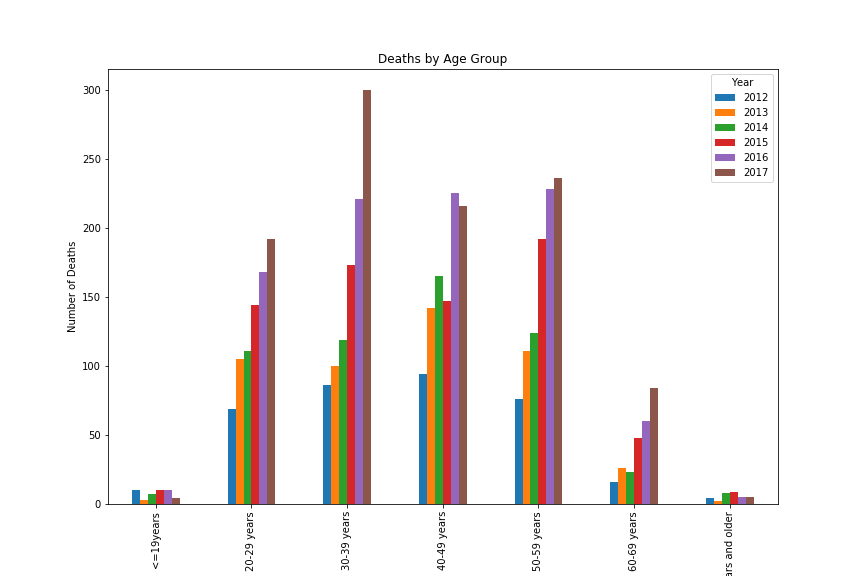 Deaths by Age Group
Year
2012
2013
2014
2015
2016
2017
Number of Deaths
300
250
200
150
100
50
0
<=19years
20-29 years
30-39 years
40-49 years
50-59 years
60-69 years
and older